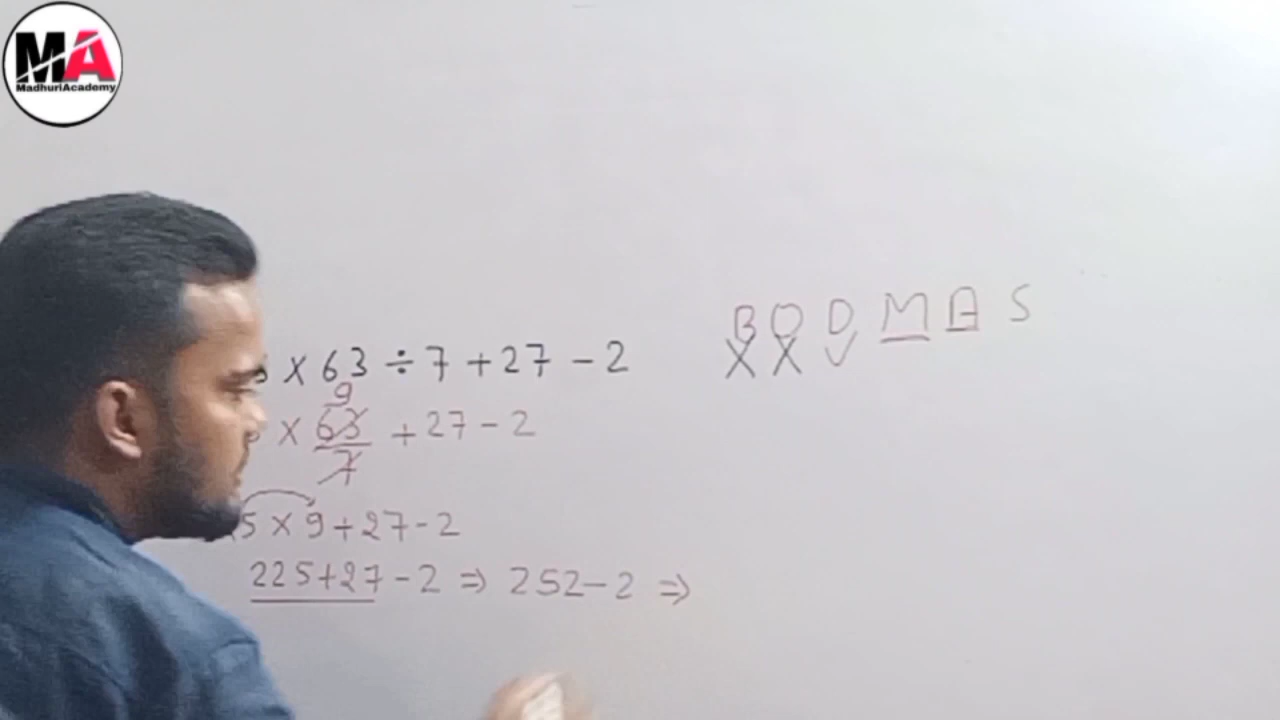 MA
MadhuriAcademy
B O D M A S
X X ✓
× 63 ÷ 7 + 27 - 2
9
× 63 + 27 - 2
7
5 × 9 + 27 - 2
225 + 27 - 2 ⇒ 252 - 2 ⇒